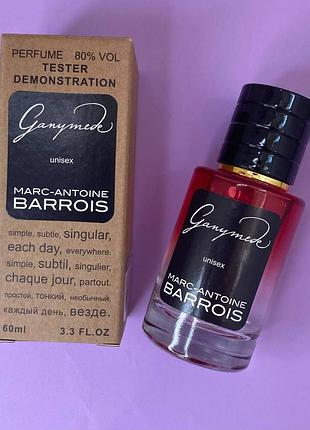 PERFUME 80% VOL
TESTER
DEMONSTRATION
Ganymede
unisex
MARC-ANTOINE
BARROIS
simple, subtle, singular,
each day, everywhere.
simple, subtil, singulier,
chaque jour, partout.
простой, тонкий, необычный,
каждый день, везде.
60ml 3.3 FL.OZ
Ganymede
unisex
MARC-ANTOINE
BARROIS